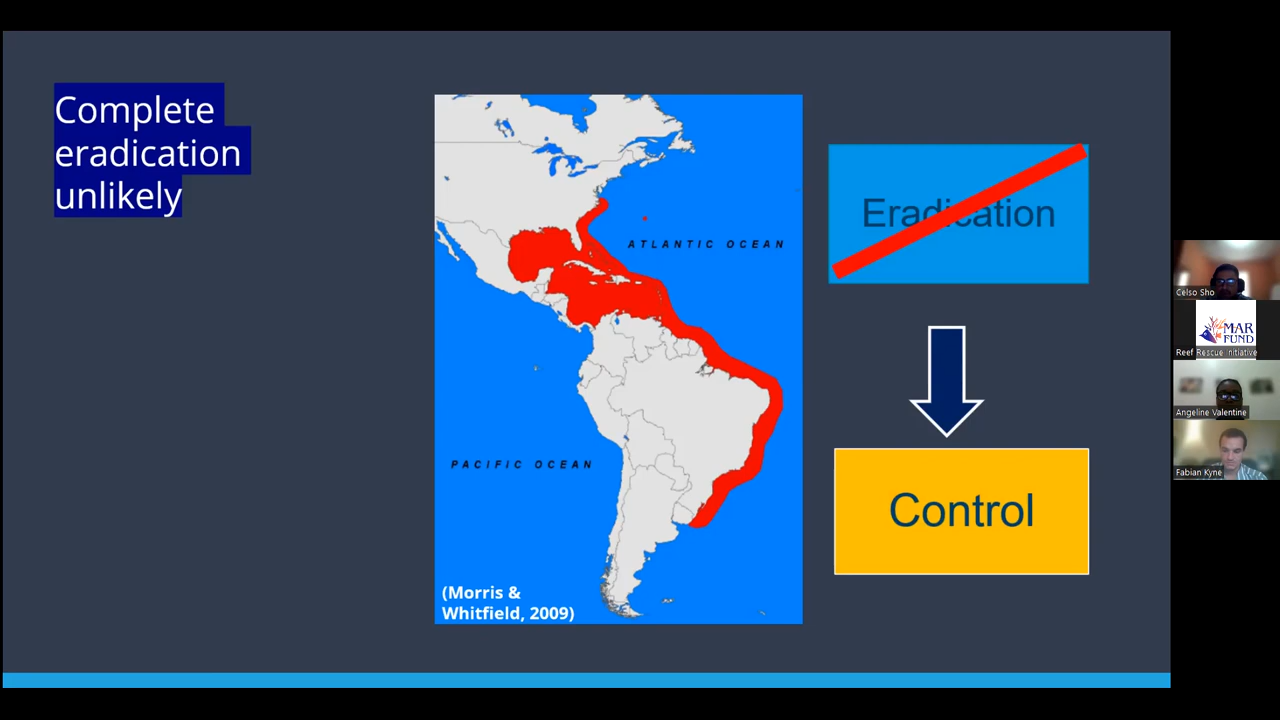 Complete
eradication
unlikely
ATLANTIC OCEAN
PACIFIC OCEAN
(Morris &
Whitfield, 2009)
Eradication
Control
Celso Sho
MAR
FUND
Reef Rescue Initiative
Angeline Valentine
Fabian Kyne